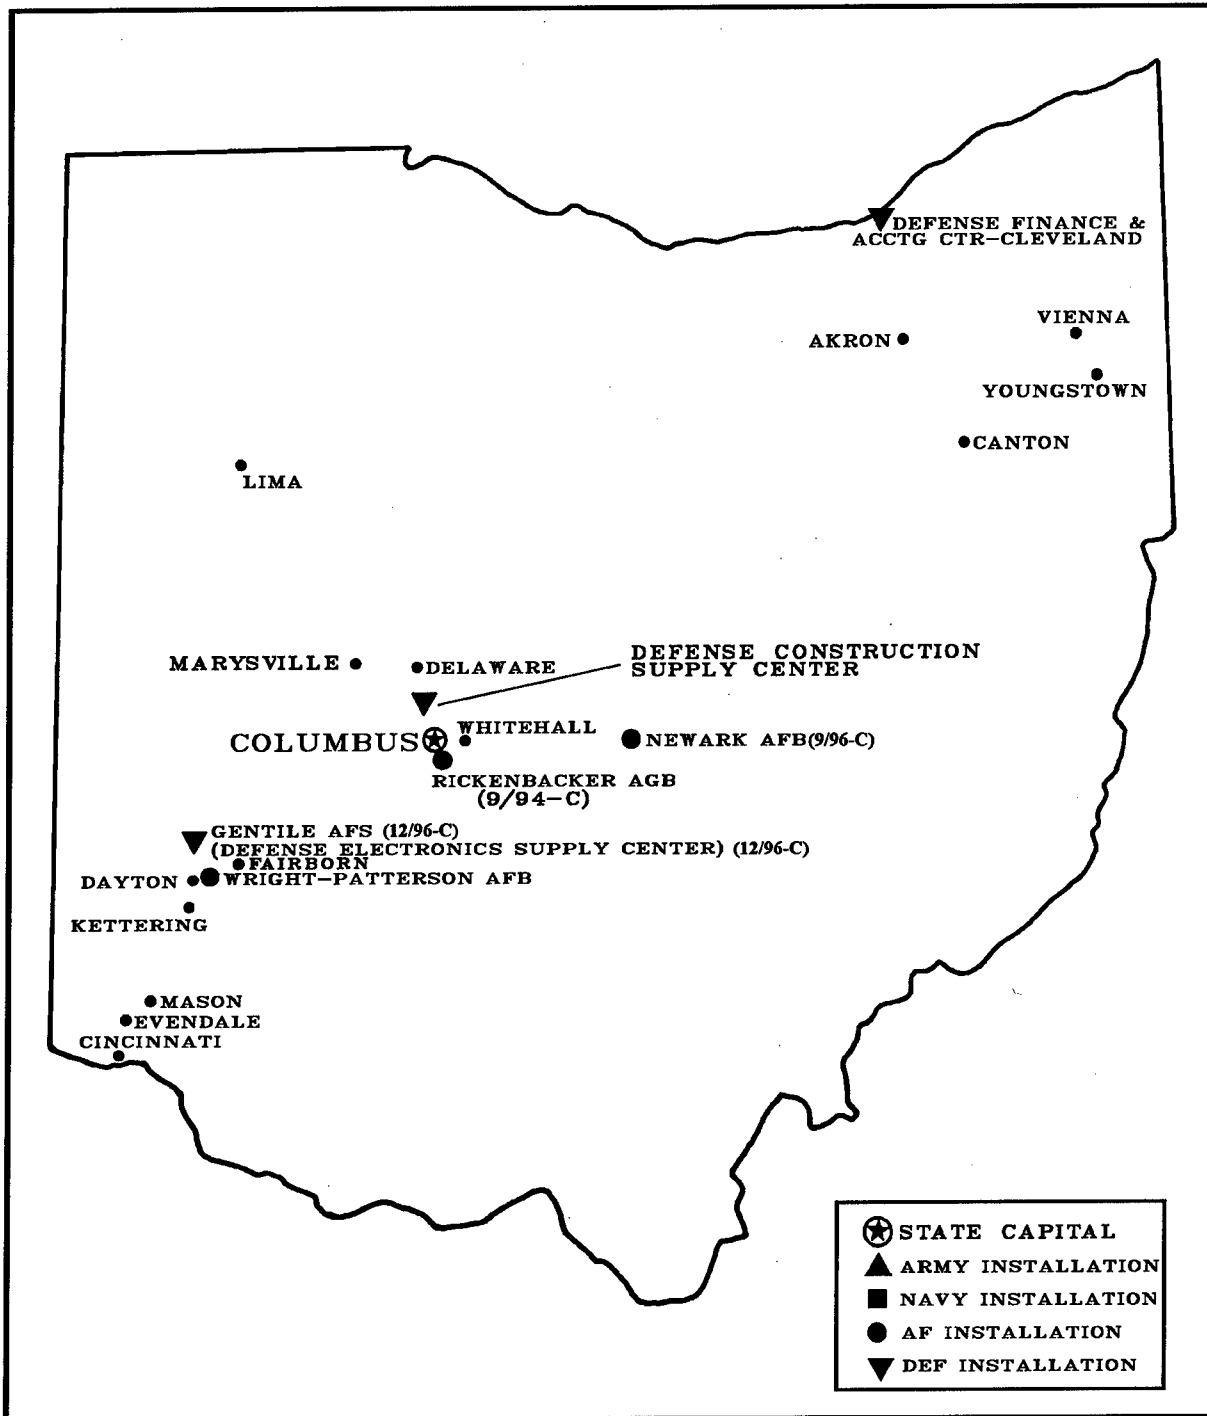 DEFENSE FINANCE &
ACCTG CTR-CLEVELAND
VIENNA
AKRON
YOUNGSTOWN
CANTON
LIMA
DEFENSE CONSTRUCTION
SUPPLY CENTER
MARYSVILLE
DELAWARE
WHITEHALL
COLUMBUS
NEWARK AFB(9/96-C)
RICKENBACKER AGB
(9/94-C)
GENTILE AFS (12/96-C)
(DEFENSE ELECTRONICS SUPPLY CENTER) (12/96-C)
FAIRBORN
DAYTON
WRIGHT-PATTERSON AFB
KETTERING
MASON
EVENDALE
CINCINNATI
STATE CAPITAL
ARMY INSTALLATION
NAVY INSTALLATION
AF INSTALLATION
DEF INSTALLATION